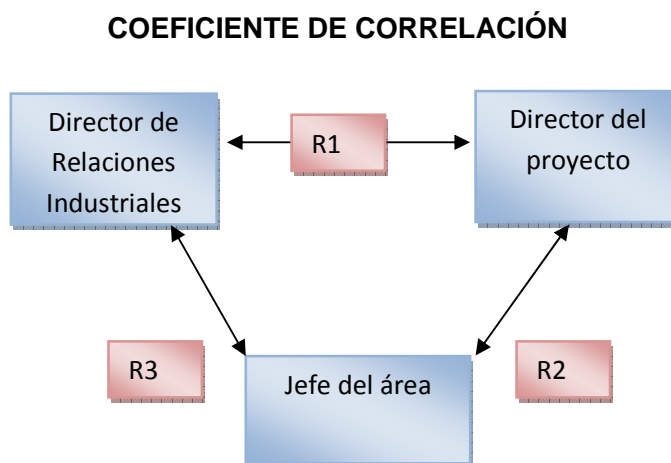 COEFICIENTE DE CORRELACIÓN
Director de
Relaciones
Industriales
R1
Director del
proyecto
R3
Jefe del área
R2